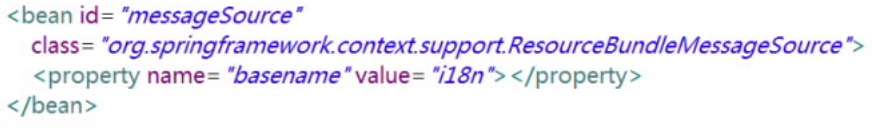 <bean id="messageSource"
class="org.springframework.context.support.ResourceBundleMessageSource">
<property name="basename" value="i18n"></property>
</bean>